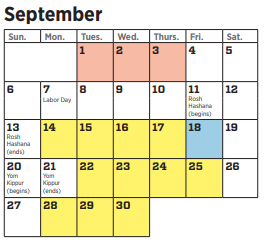 September
Sun. Mon. Tues. Wed. Thurs. Fri. Sat.
1 2 3 4 5
6 7 8 9 10 11 12
Labor Day
Rosh
Hashana
(begins)
13 14 15 16 17 18 19
Rosh
Hashana
(ends)
20 21 22 23 24 25 26
Yom
Kippur
(begins)
Yom
Kippur
(ends)
27 28 29 30